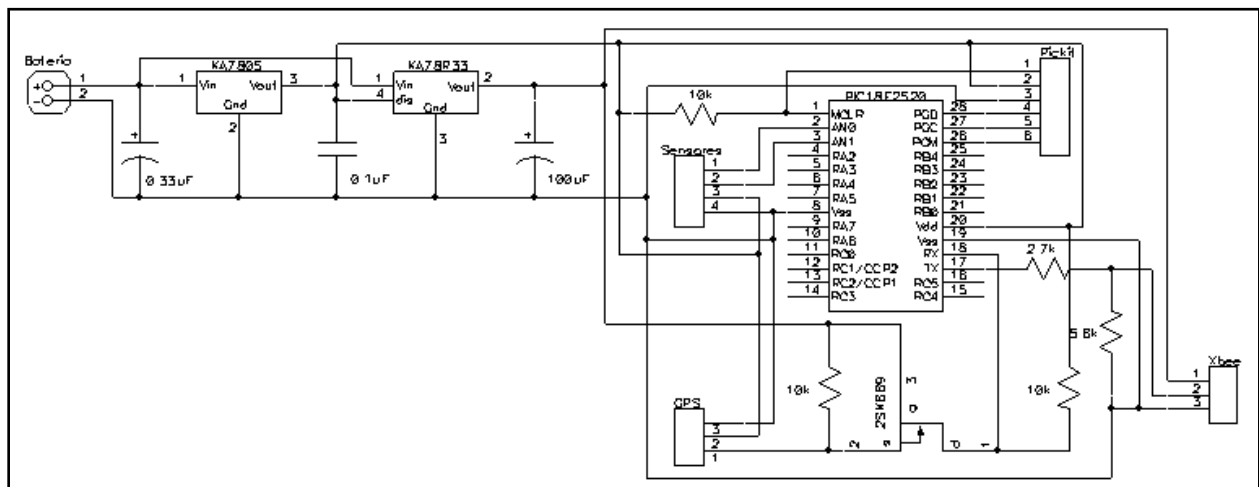 Batería
1
2
KA7805
1
Vin
Vout
3
Gnd
2
KA78R33
1
4
Vin
dis
2
Vout
Gnd
3
0.33uF
0.1uF
100uF
10k
Sensores
1
2
3
4
PIC18F2520
1 MCLR
2 AN0
3 AN1
4 RA2
5 RA3
6 RA4
7 RA5
8 Vss
9 RA7
10 RA6
11 RC0
12 RC1/CCP2
13 RC2/CCP1
14 RC3
PGD 28
PGC 27
PGM 26
RB4 25
RB3 24
RB2 23
RB1 22
RB0 21
Vdd 20
Vss 19
RX 18
TX 17
RC5 16
RC4 15
Pickit
1
2
3
4
5
6
2.7k
5.6k
10k
10k
GPS
3
2
1
2
s
g
3
d
1
Xbee
1
2
3